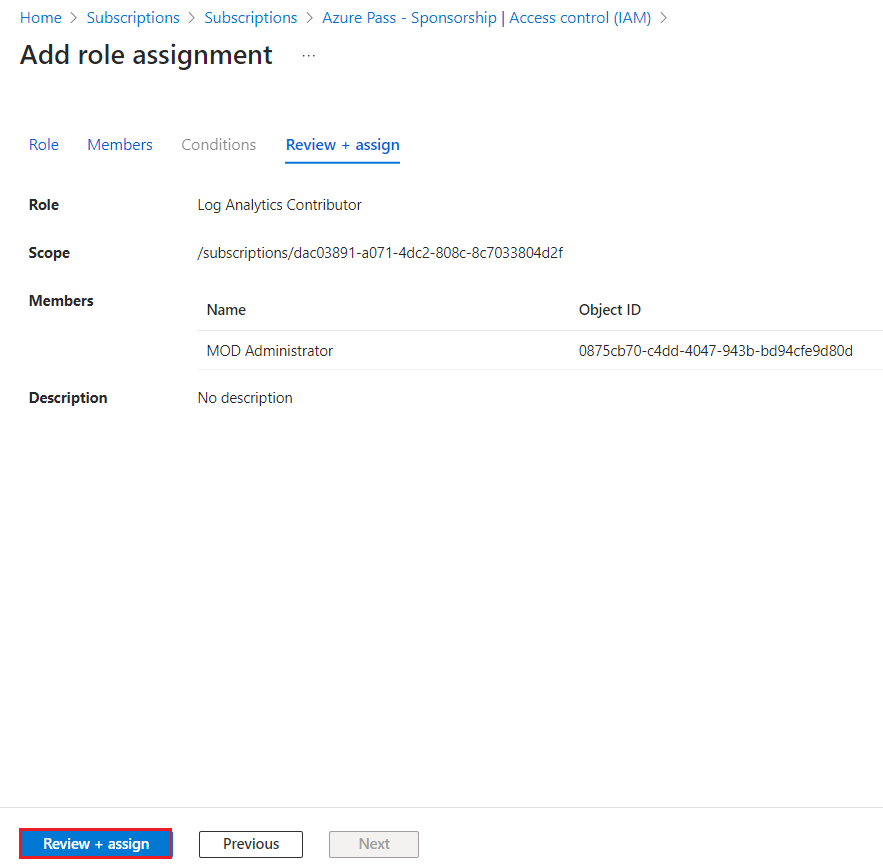 Home > Subscriptions > Subscriptions > Azure Pass - Sponsorship | Access control (IAM) >
Add role assignment ...
Role Members Conditions Review + assign
Role Log Analytics Contributor
Scope /subscriptions/dac03891-a071-4dc2-808c-8c7033804d2f
Members Name Object ID
MOD Administrator 0875cb70-c4dd-4047-943b-bd94cfe9d80d
Description No description
Review + assign Previous Next